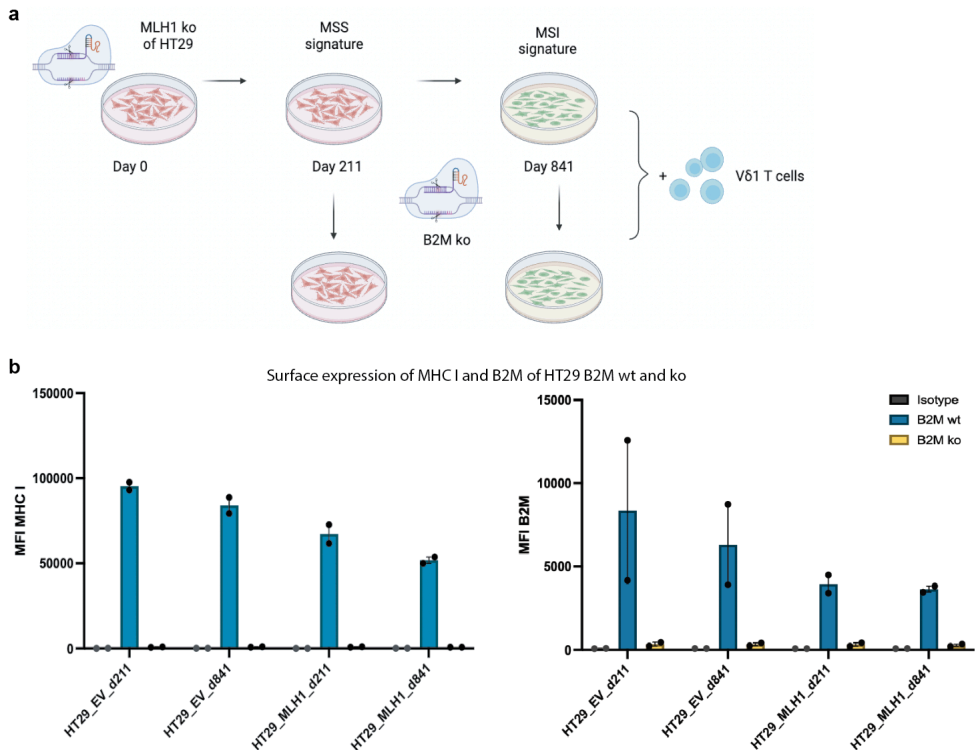 a
MLH1 ko
of HT29
MSS
signature
MSI
signature
Day 0
Day 211
Day 841
+ Vδ1 T cells
B2M ko
b
Surface expression of MHC I and B2M of HT29 B2M wt and ko
MFI MHC I
150000
100000
50000
0
HT29_EV_d211
HT29_EV_d841
HT29_MLH1_d211
HT29_MLH1_d841
MFI B2M
15000
10000
5000
0
HT29_EV_d211
HT29_EV_d841
HT29_MLH1_d211
HT29_MLH1_d841
Isotype
B2M wt
B2M ko